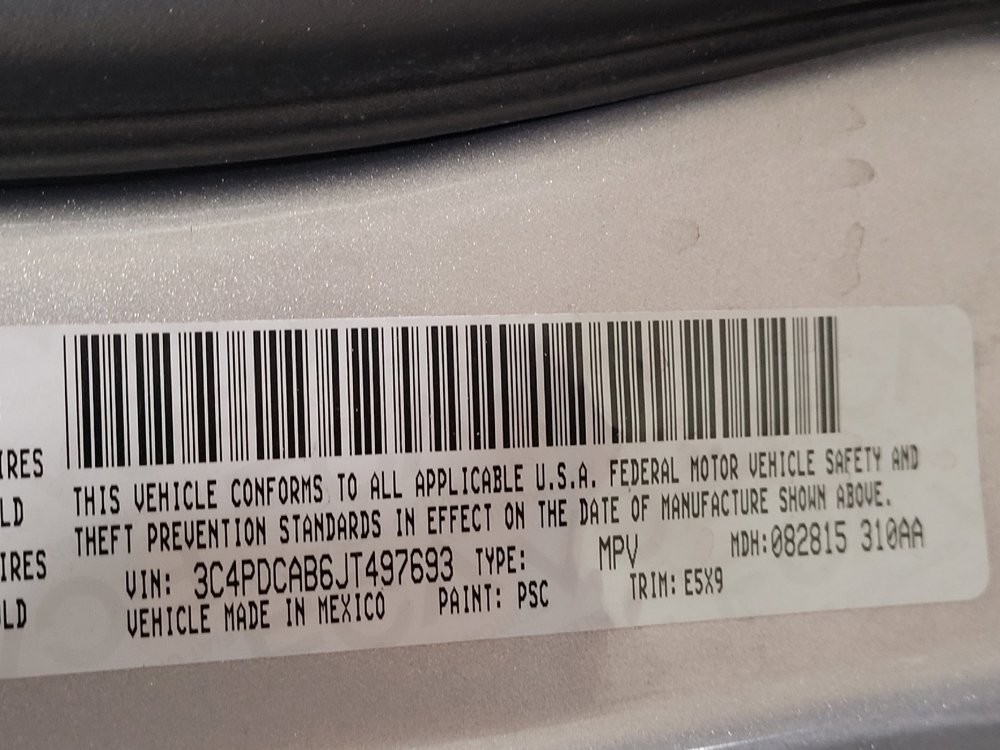 IRES
LD
IRES
LD
THIS VEHICLE CONFORMS TO ALL APPLICABLE U.S.A. FEDERAL MOTOR VEHICLE SAFETY AND
THEFT PREVENTION STANDARDS IN EFFECT ON THE DATE OF MANUFACTURE SHOWN ABOVE.
VIN: 3C4PDCAB6JT497693 TYPE: MPV MDH:082815 310AA
VEHICLE MADE IN MEXICO PAINT: PSC TRIM: E5X9